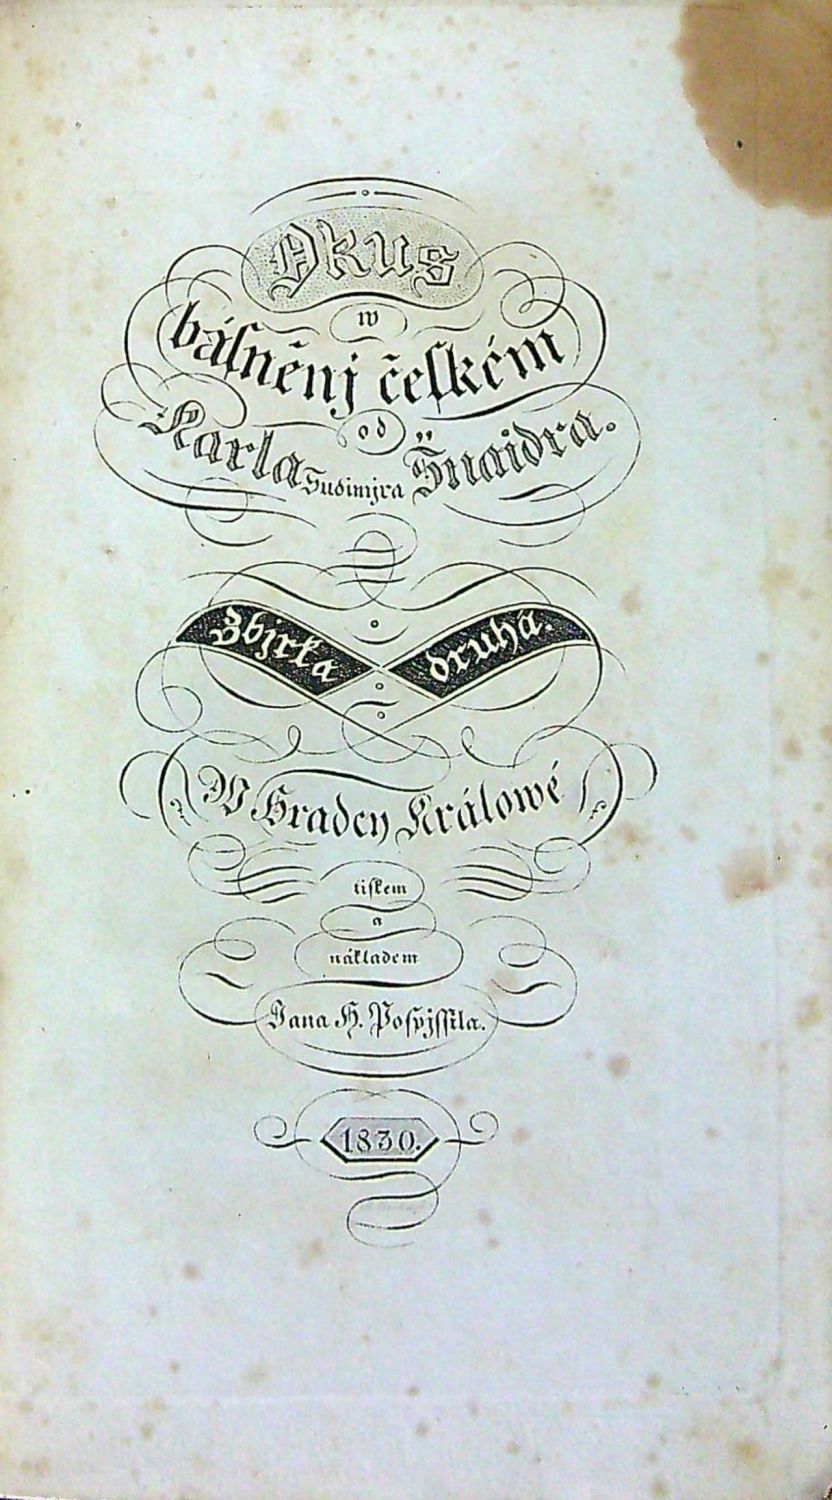 Okus
w
básněnj českém
od
Karla Sudimjra Šnaidra.
Zbjrka druhá.
W Hradcy Králowé
tiskem
a
nákladem
Jana H. Pospjssila.
1830.